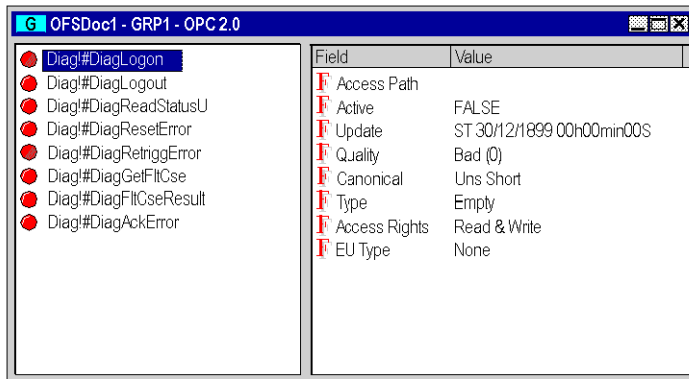 G OFSDoc1 - GRP1 - OPC 2.0
Diag!#DiagLogon
Diag!#DiagLogout
Diag!#DiagReadStatusU
Diag!#DiagResetError
Diag!#DiagRetriggError
Diag!#DiagGetFltCse
Diag!#DiagFltCseResult
Diag!#DiagAckError
Field Value
F Access Path
F Active FALSE
F Update ST 30/12/1899 00h00min00S
F Quality Bad (0)
F Canonical Uns Short
F Type Empty
F Access Rights Read & Write
F EU Type None